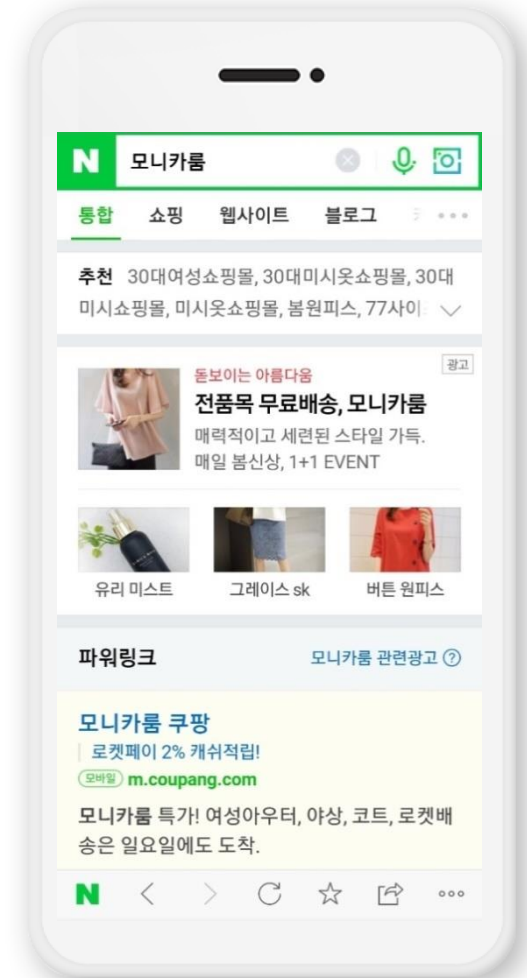 N 모니카룸
통합 쇼핑 웹사이트 블로그
추천 30대여성쇼핑몰, 30대미시옷쇼핑몰, 30대
미시쇼핑몰, 미시옷쇼핑몰, 봄원피스, 77사이
광고
돋보이는 아름다움
전품목 무료배송, 모니카룸
매력적이고 세련된 스타일 가득.
매일 봄신상, 1+1 EVENT
유리 미스트 그레이스 sk 버튼 원피스
파워링크 모니카룸 관련광고 ?
모니카룸 쿠팡
로켓페이 2% 캐쉬적립!
모바일 m.coupang.com
모니카룸 특가! 여성아우터, 야상, 코트, 로켓배
송은 일요일에도 도착.
N